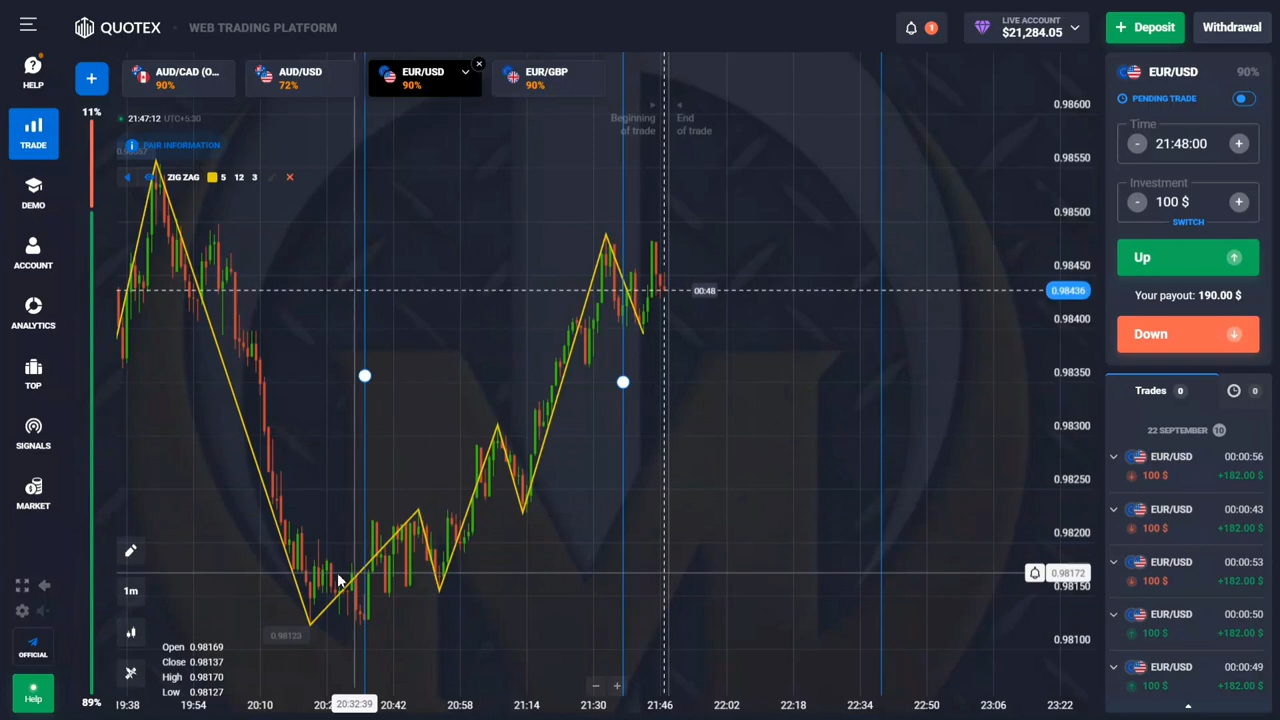 QUOTEX
WEB TRADING PLATFORM
1
LIVE ACCOUNT
$21,284.05
Deposit
Withdrawal
HELP
TRADE
DEMO
ACCOUNT
ANALYTICS
TOP
SIGNALS
MARKET
OFFICIAL
Help
11%
89%
AUD/CAD (O...
90%
AUD/USD
72%
EUR/USD
90%
EUR/GBP
90%
21:47:12 UTC+5:30
PAIR INFORMATION
ZIG ZAG 5 12 3
Beginning
of trade
End
of trade
00:48
0.98600
0.98550
0.98500
0.98450
0.98436
0.98400
0.98350
0.98300
0.98250
0.98200
0.98172
0.98150
0.98100
0.98123
1m
Open 0.98169
Close 0.98137
High 0.98170
Low 0.98127
19:38
19:54
20:10
20:32:39
20:42
20:58
21:14
21:30
21:46
22:02
22:18
22:34
22:50
23:06
23:22
EUR/USD 90%
PENDING TRADE
Time
- 21:48:00 +
Investment
- 100 $ +
SWITCH
Up
Your payout: 190.00 $
Down
Trades 0
0
22 SEPTEMBER 10
EUR/USD 00:00:56
100 $ +182.00 $
EUR/USD 00:00:43
100 $ +182.00 $
EUR/USD 00:00:53
100 $ +182.00 $
EUR/USD 00:00:50
100 $ +182.00 $
EUR/USD 00:00:49
100 $ +182.00 $